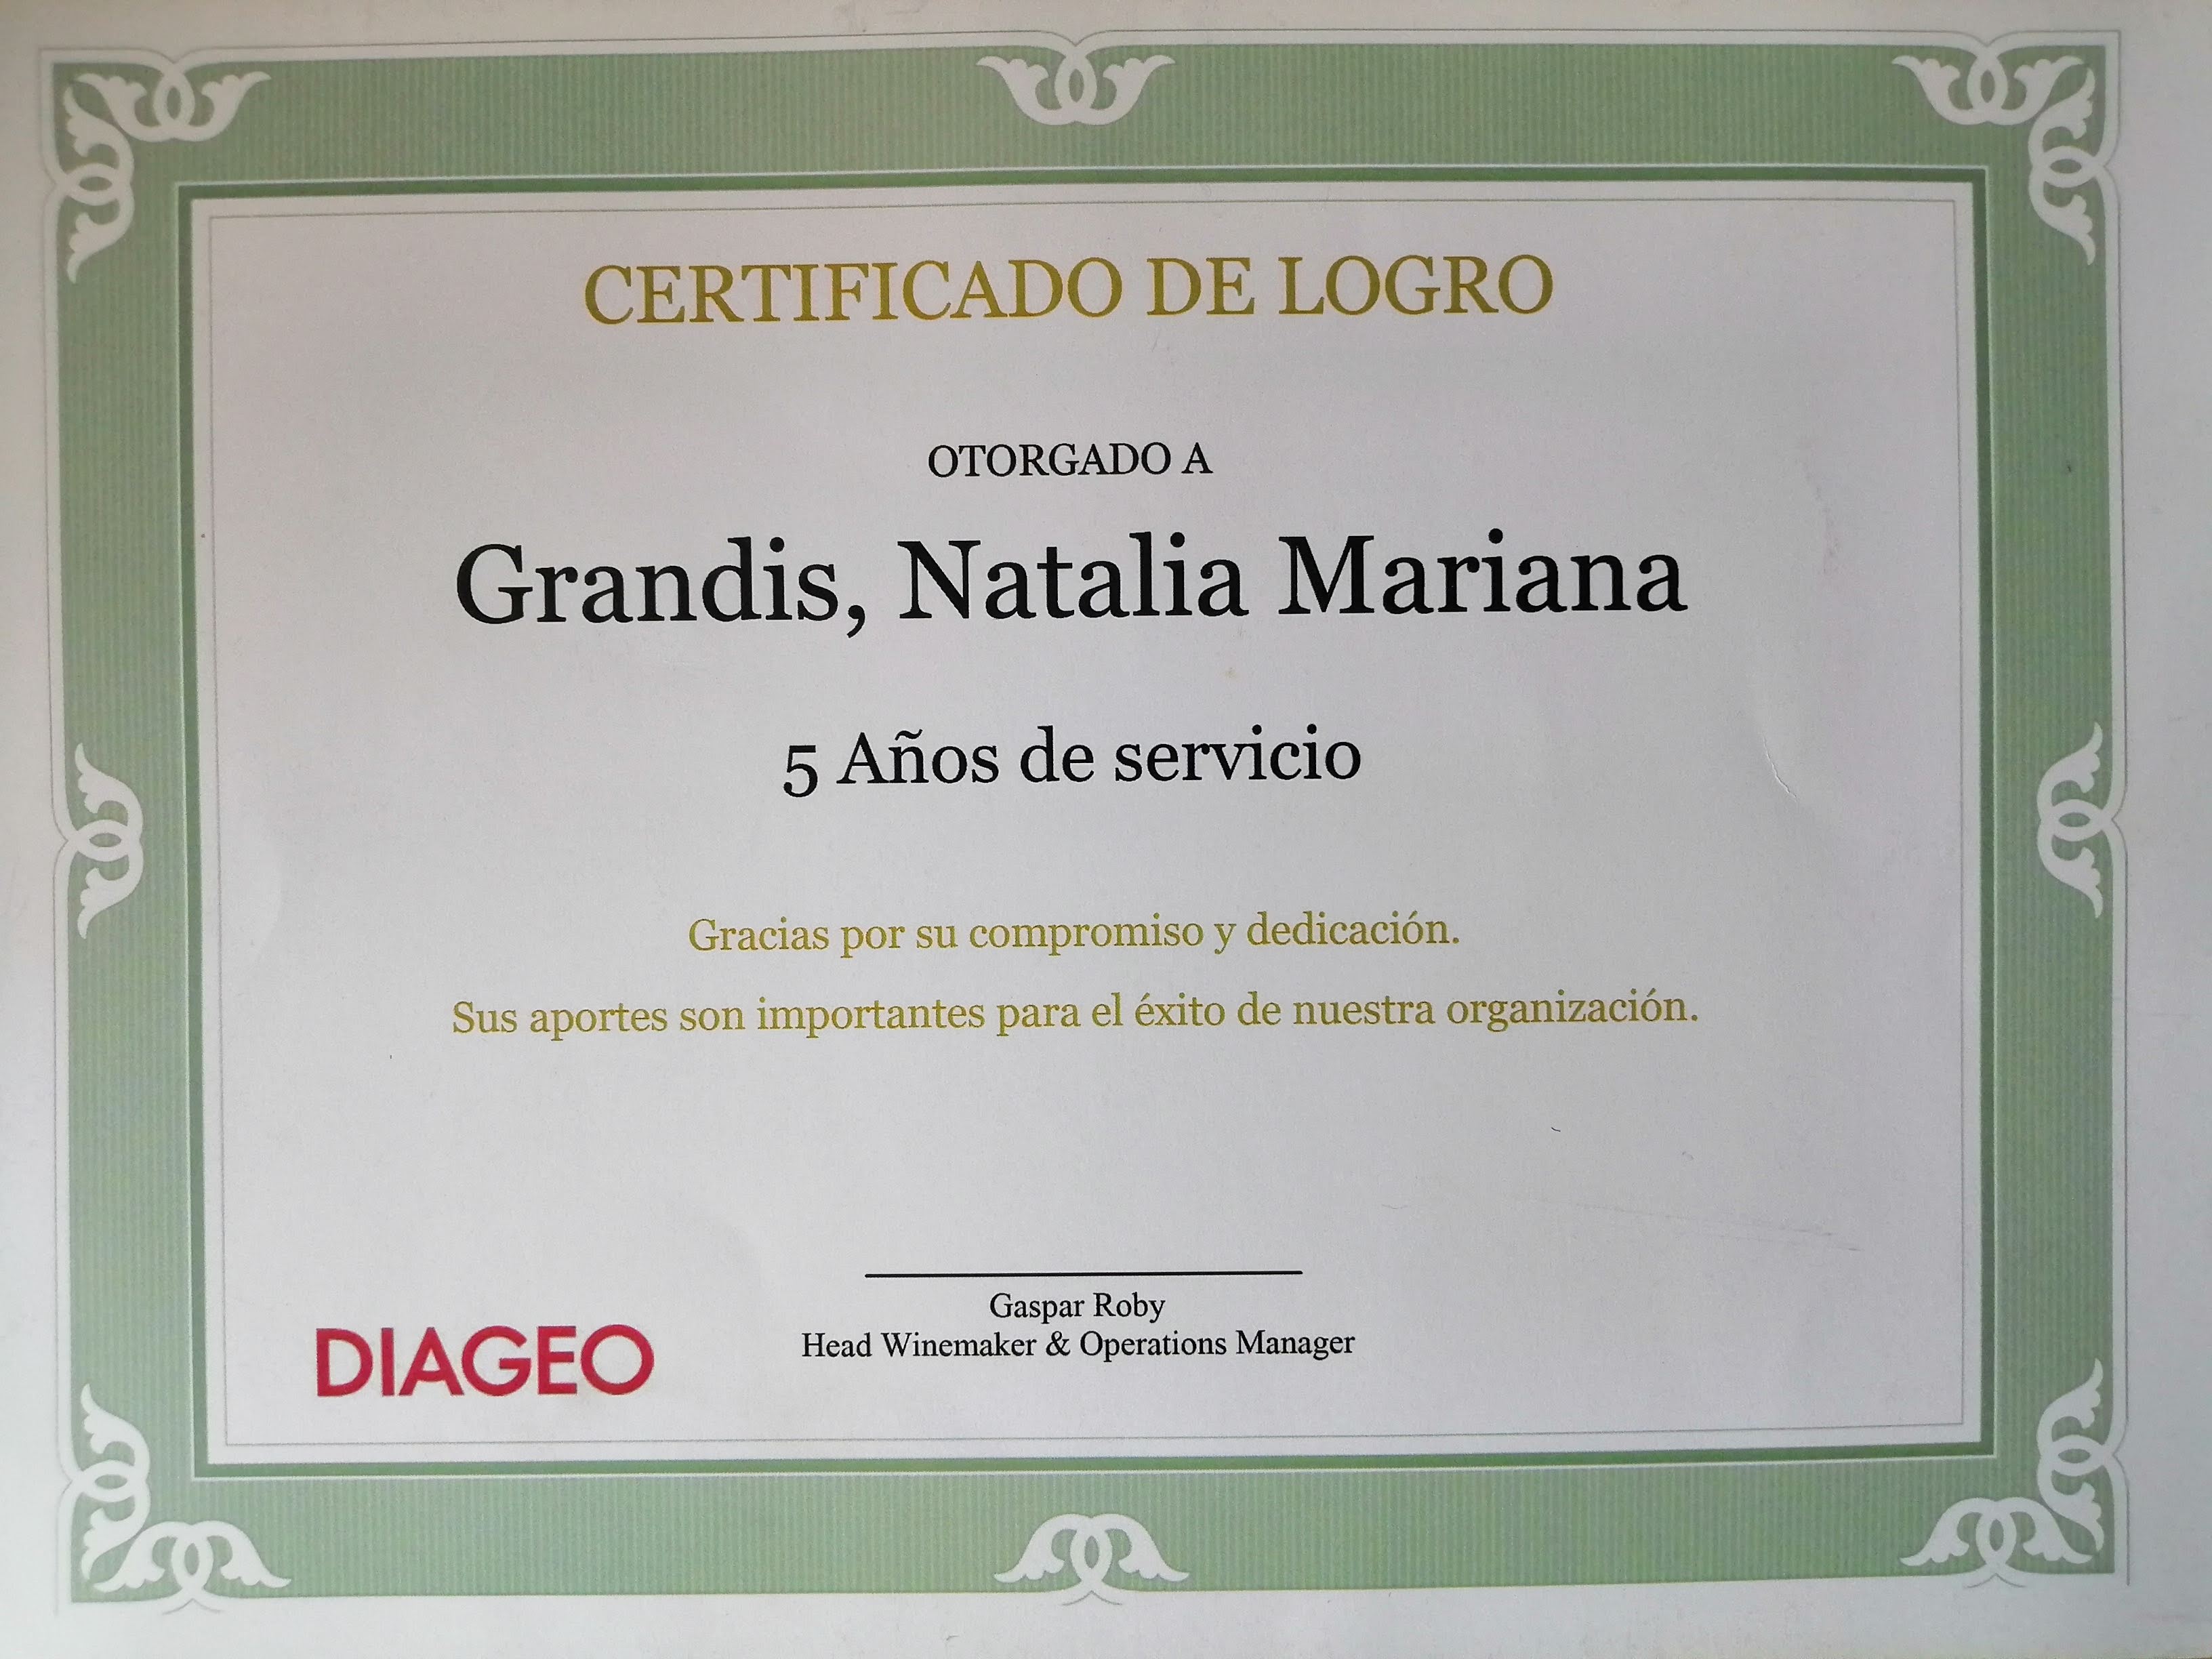 CERTIFICADO DE LOGRO
OTORGADO A
Grandis, Natalia Mariana
5 Años de servicio
Gracias por su compromiso y dedicación.
Sus aportes son importantes para el éxito de nuestra organización.
Gaspar Roby
Head Winemaker & Operations Manager
DIAGEO